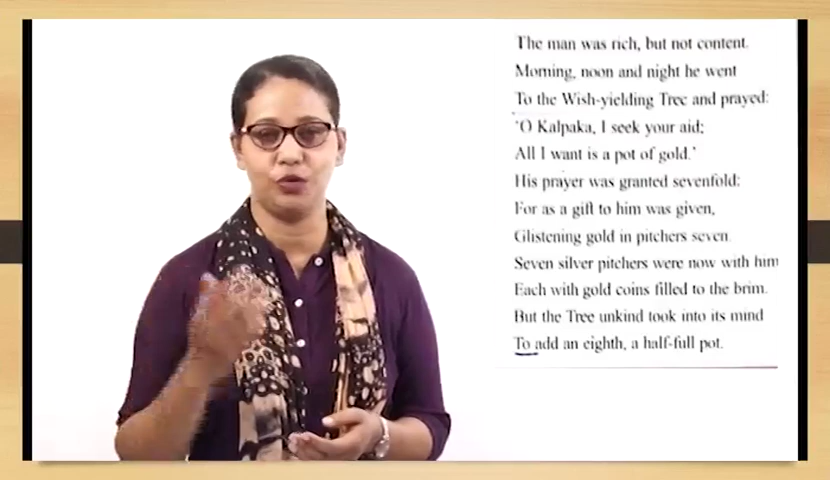 The man was rich, but not content.
Morning, noon and night he went
To the Wish-yielding Tree and prayed:
'O Kalpaka, I seek your aid;
All I want is a pot of gold.'
His prayer was granted sevenfold;
For as a gift to him was given,
Glistening gold in pitchers seven.
Seven silver pitchers were now with him
Each with gold coins filled to the brim.
But the Tree unkind took into its mind
To add an eighth, a half-full pot.